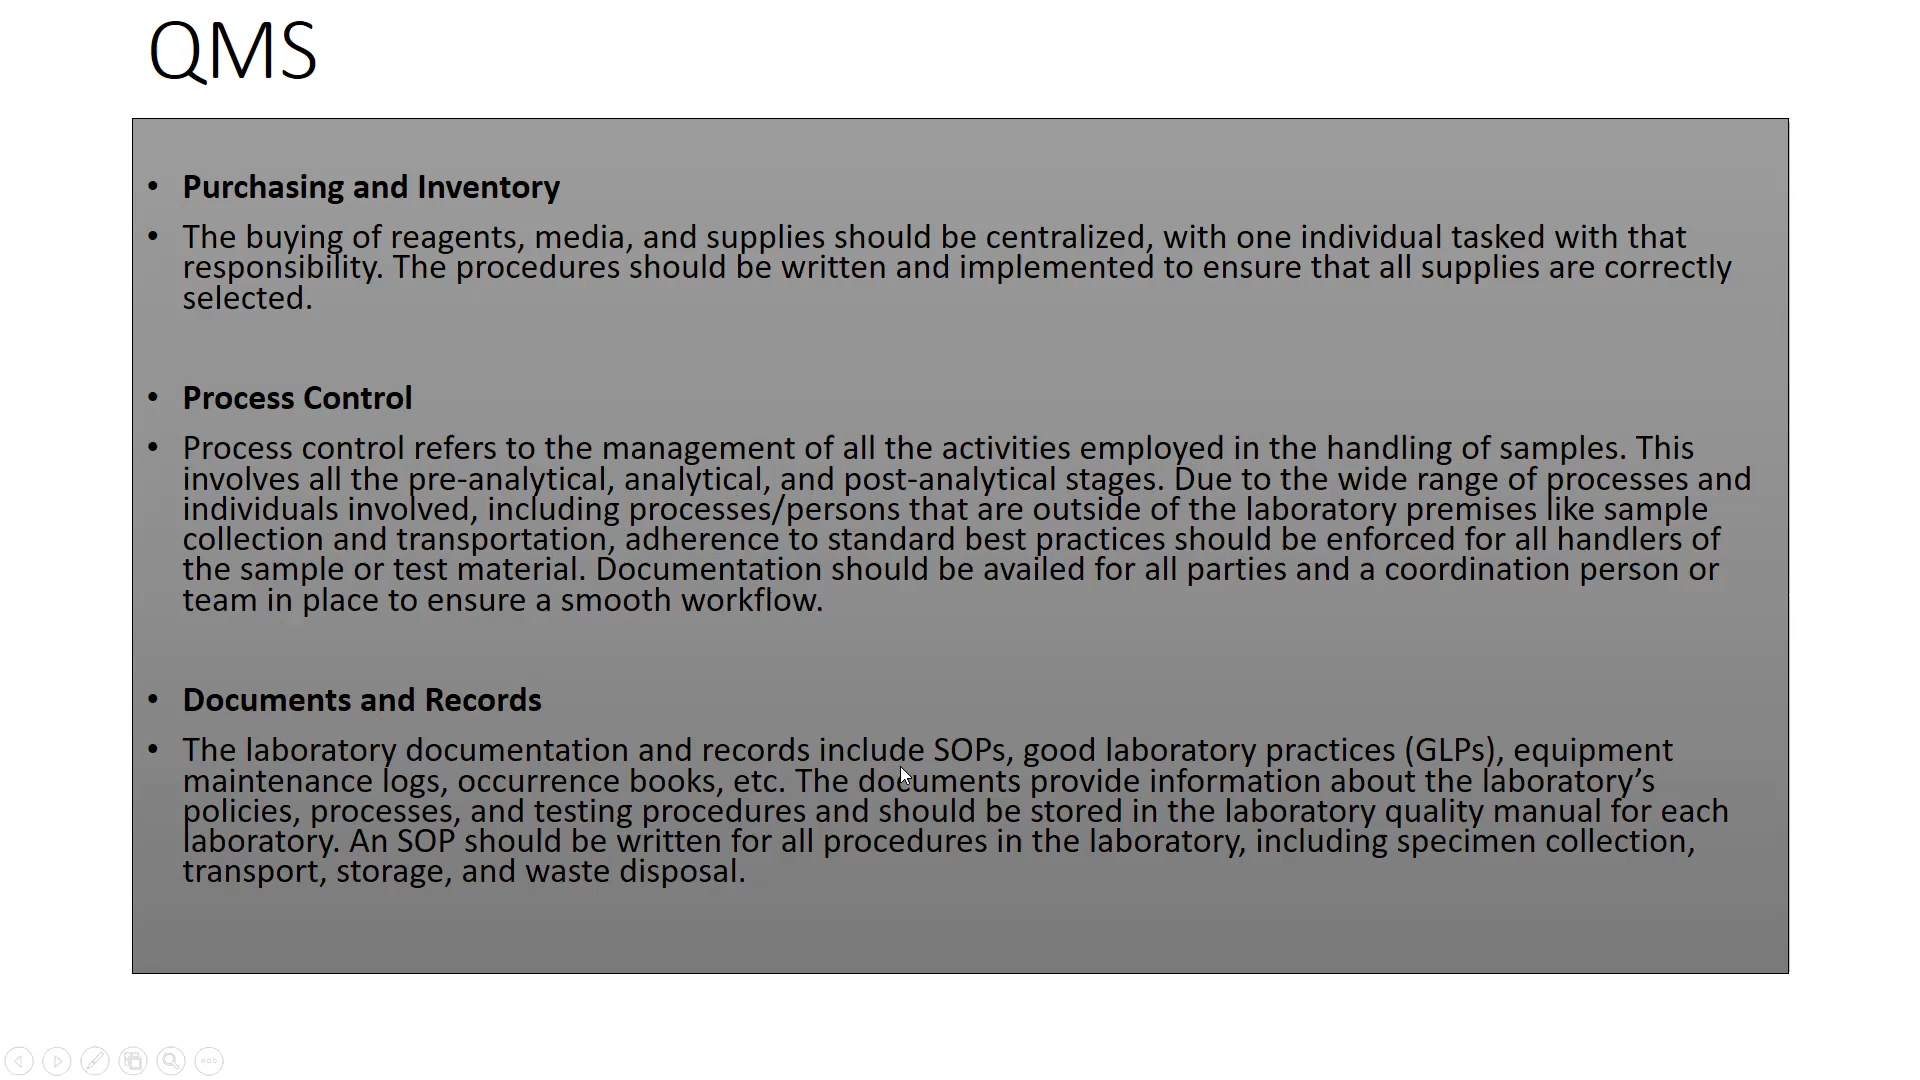 QMS
• Purchasing and Inventory
• The buying of reagents, media, and supplies should be centralized, with one individual tasked with that
responsibility. The procedures should be written and implemented to ensure that all supplies are correctly
selected.
• Process Control
• Process control refers to the management of all the activities employed in the handling of samples. This
involves all the pre-analytical, analytical, and post-analytical stages. Due to the wide range of processes and
individuals involved, including processes/persons that are outside of the laboratory premises like sample
collection and transportation, adherence to standard best practices should be enforced for all handlers of
the sample or test material. Documentation should be availed for all parties and a coordination person or
team in place to ensure a smooth workflow.
• Documents and Records
• The laboratory documentation and records include SOPs, good laboratory practices (GLPs), equipment
maintenance logs, occurrence books, etc. The documents provide information about the laboratory’s
policies, processes, and testing procedures and should be stored in the laboratory quality manual for each
laboratory. An SOP should be written for all procedures in the laboratory, including specimen collection,
transport, storage, and waste disposal.